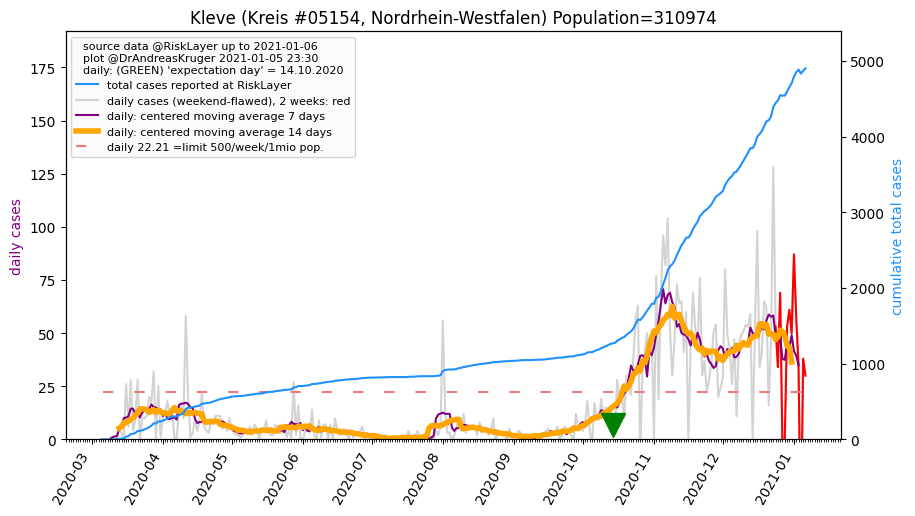 Kleve (Kreis #05154, Nordrhein-Westfalen) Population=310974
source data @RiskLayer up to 2021-01-06
plot @DrAndreasKruger 2021-01-05 23:30
daily: (GREEN) 'expectation day' = 14.10.2020
total cases reported at RiskLayer
daily cases (weekend-flawed), 2 weeks: red
daily: centered moving average 7 days
daily: centered moving average 14 days
daily 22.21 =limit 500/week/1mio pop.
daily cases
175
150
125
100
75
50
25
0
cumulative total cases
5000
4000
3000
2000
1000
0
2020-03
2020-04
2020-05
2020-06
2020-07
2020-08
2020-09
2020-10
2020-11
2020-12
2021-01